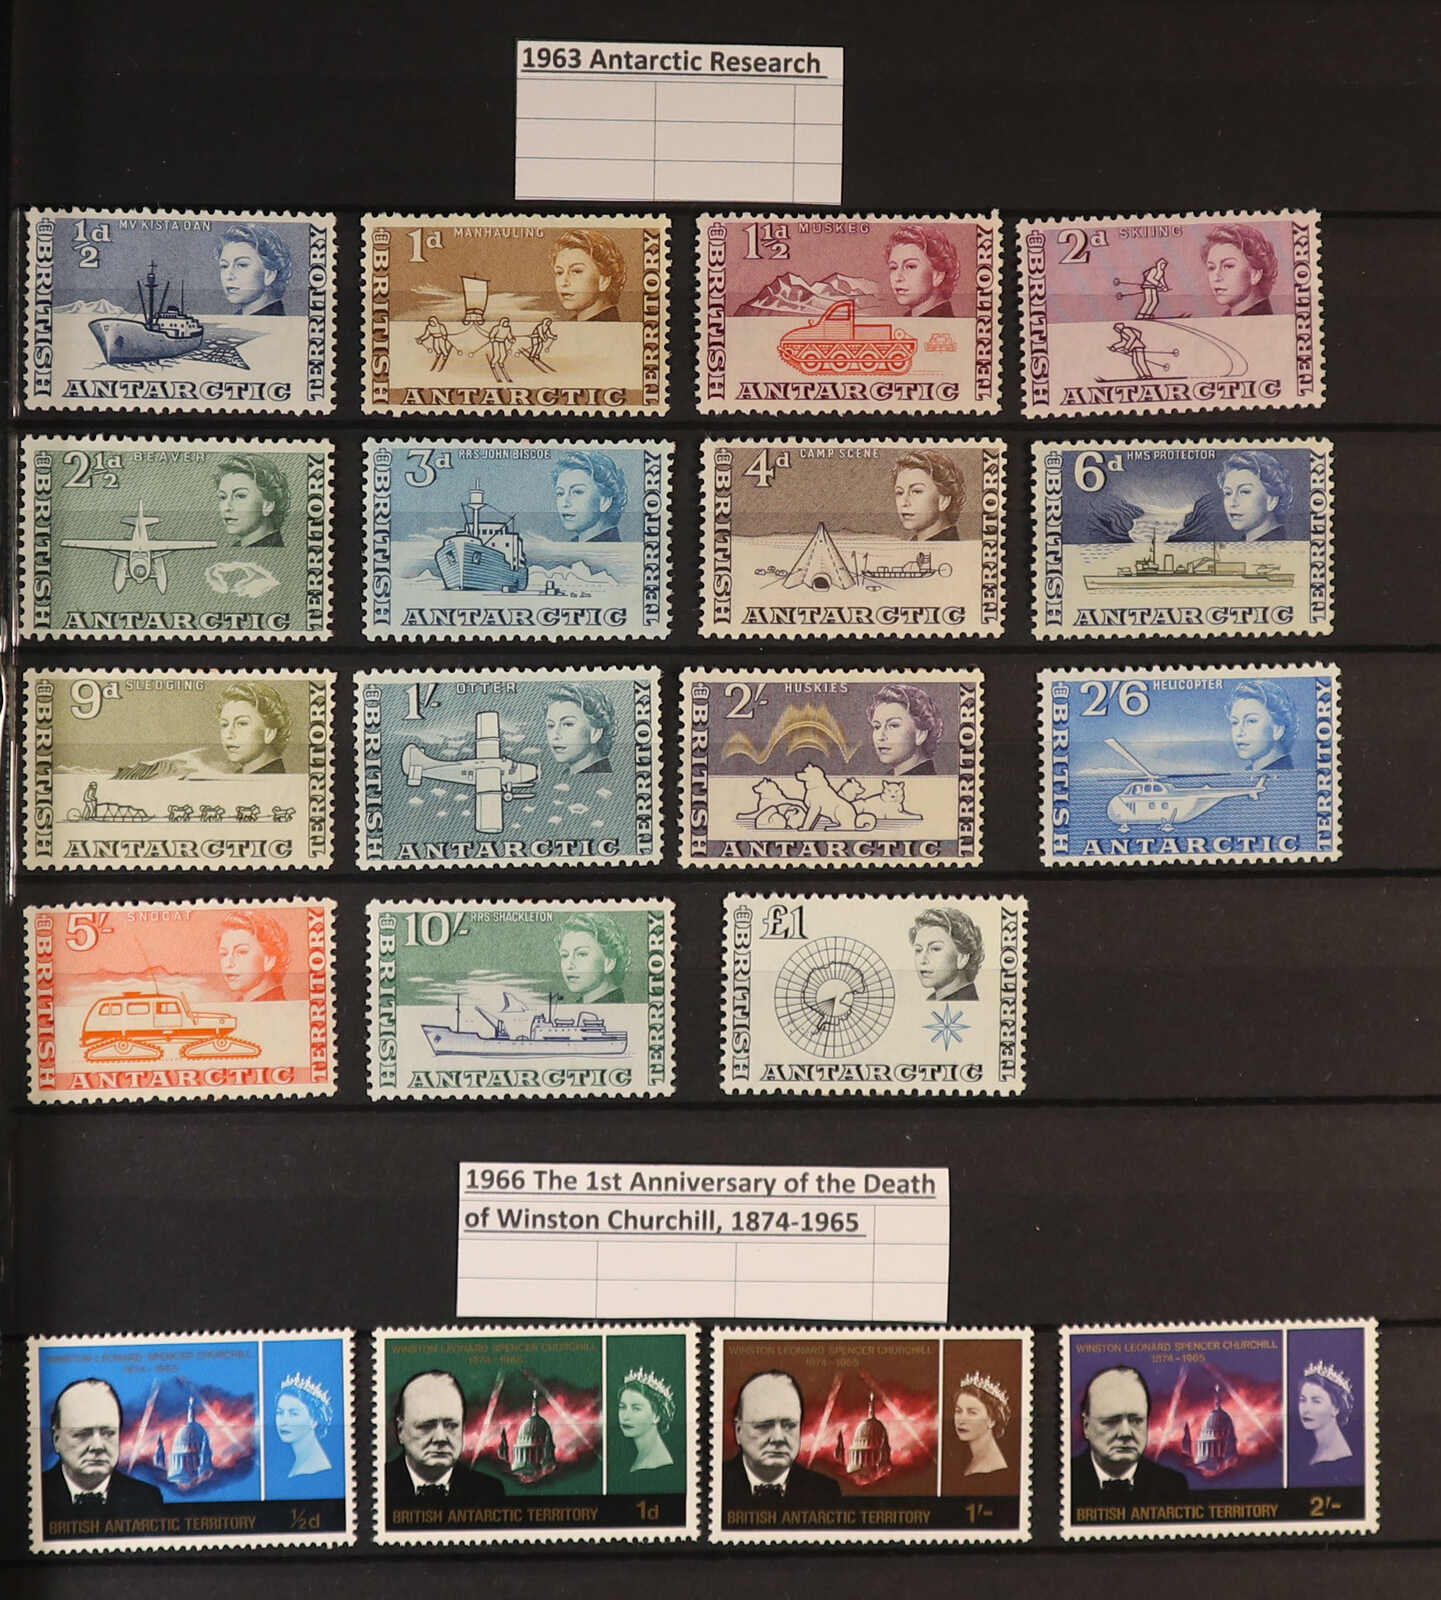 1963 Antarctic Research
½d MV KISTA DAN
BRITISH ANTARCTIC TERRITORY
1d MANHAULING
BRITISH ANTARCTIC TERRITORY
1½d MUSKEG
BRITISH ANTARCTIC TERRITORY
2d SKIING
BRITISH ANTARCTIC TERRITORY
2½d BEAVER
BRITISH ANTARCTIC TERRITORY
3d RRS JOHN BISCOE
BRITISH ANTARCTIC TERRITORY
4d CAMP SCENE
BRITISH ANTARCTIC TERRITORY
6d HMS PROTECTOR
BRITISH ANTARCTIC TERRITORY
9d SLEDGING
BRITISH ANTARCTIC TERRITORY
1/- OTTER
BRITISH ANTARCTIC TERRITORY
2/- HUSKIES
BRITISH ANTARCTIC TERRITORY
2/6 HELICOPTER
BRITISH ANTARCTIC TERRITORY
5/- SNOCAT
BRITISH ANTARCTIC TERRITORY
10/- RRS SHACKLETON
BRITISH ANTARCTIC TERRITORY
£1
BRITISH ANTARCTIC TERRITORY
1966 The 1st Anniversary of the Death
of Winston Churchill, 1874-1965
WINSTON LEONARD SPENCER CHURCHILL
1874-1965
BRITISH ANTARCTIC TERRITORY ½d
WINSTON LEONARD SPENCER CHURCHILL
1874-1965
BRITISH ANTARCTIC TERRITORY 1d
WINSTON LEONARD SPENCER CHURCHILL
1874-1965
BRITISH ANTARCTIC TERRITORY 1/-
WINSTON LEONARD SPENCER CHURCHILL
1874-1965
BRITISH ANTARCTIC TERRITORY 2/-